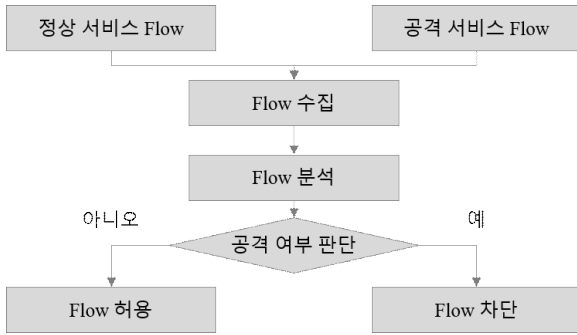 정상 서비스 Flow
공격 서비스 Flow
Flow 수집
Flow 분석
아니오
예
공격 여부 판단
Flow 허용
Flow 차단